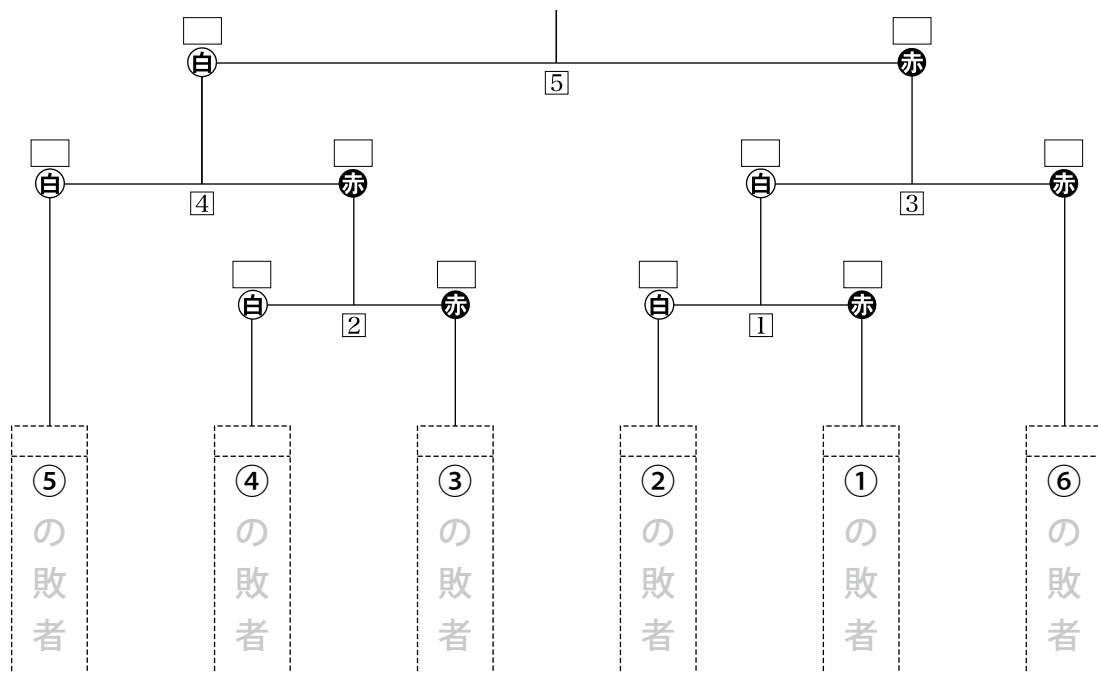 白 赤
5
白 赤 白 赤
4 3
白 赤 白 赤
2 1
⑤の敗者
④の敗者
③の敗者
②の敗者
①の敗者
⑥の敗者